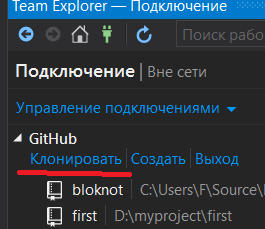 Team Explorer — Подключение
Поиск рабо
Подключение | Вне сети
Управление подключениями
GitHub
Клонировать Создать Выход
bloknot C:\Users\F\Source\
first D:\myproject\first